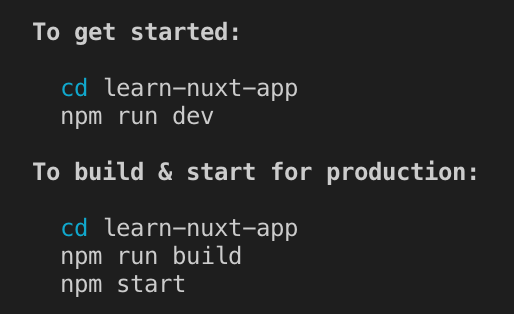 To get started:
cd learn-nuxt-app
npm run dev
To build & start for production:
cd learn-nuxt-app
npm run build
npm start